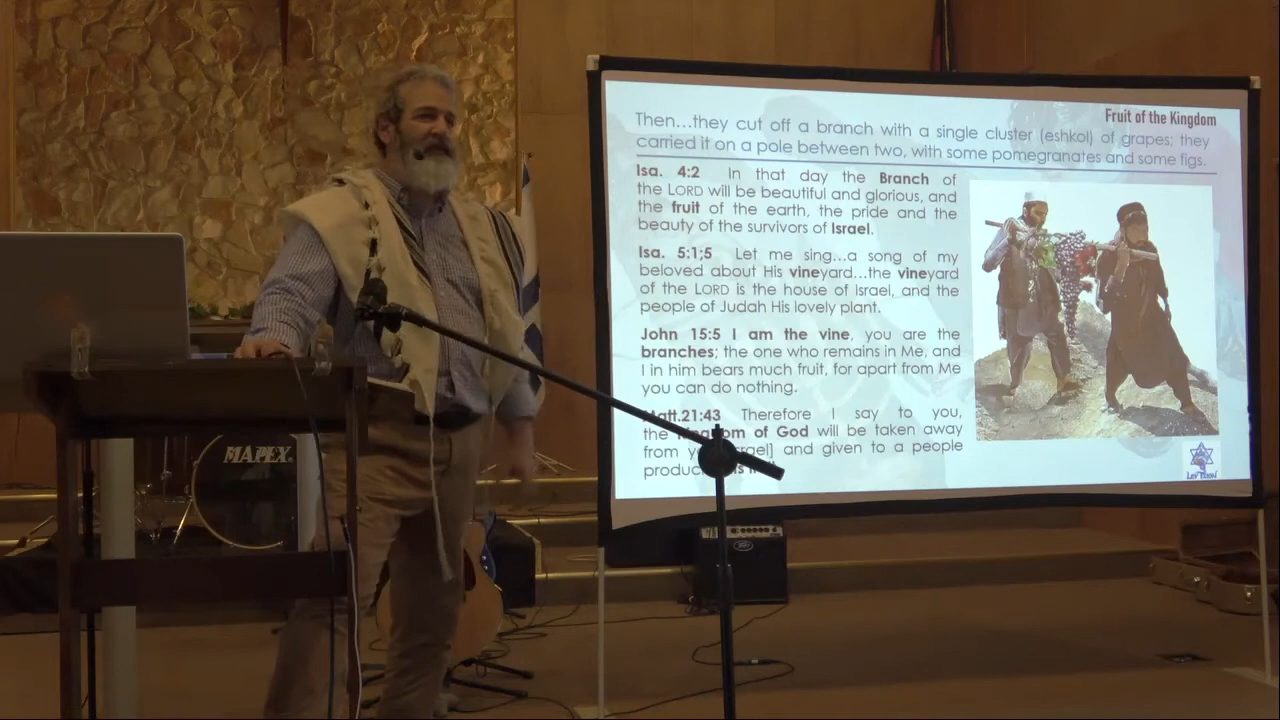 Fruit of the Kingdom
Then...they cut off a branch with a single cluster (eshkol) of grapes; they
carried it on a pole between two, with some pomegranates and some figs.
Isa. 4:2 In that day the Branch of
the LORD will be beautiful and glorious, and
the fruit of the earth, the pride and the
beauty of the survivors of Israel.
Isa. 5:1;5 Let me sing...a song of my
beloved about His vineyard...the vineyard
of the LORD is the house of Israel, and the
people of Judah His lovely plant.
John 15:5 I am the vine, you are the
branches; the one who remains in Me, and
I in him bears much fruit, for apart from Me
you can do nothing.
Matt.21:43 Therefore I say to you,
the Kingdom of God will be taken away
from and given to a people
MAPEX